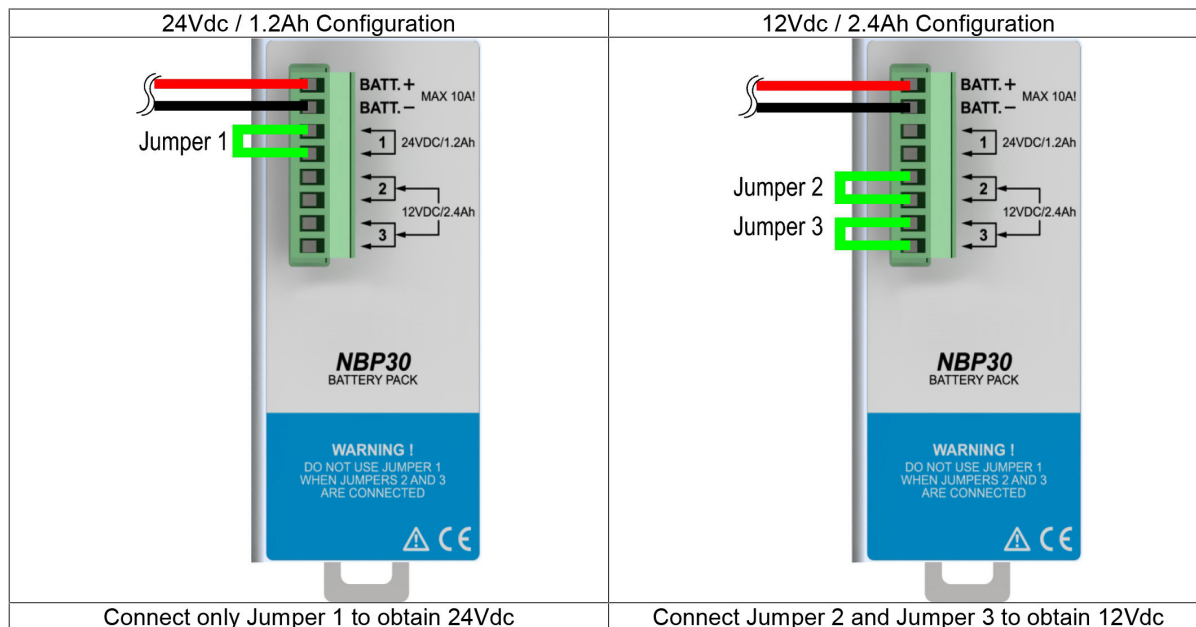 24Vdc / 1.2Ah Configuration
BATT.+
BATT.−
MAX 10A!
Jumper 1
1
24VDC/1.2Ah
2
12VDC/2.4Ah
3
NBP30
BATTERY PACK
WARNING !
DO NOT USE JUMPER 1
WHEN JUMPERS 2 AND 3
ARE CONNECTED
CE
Connect only Jumper 1 to obtain 24Vdc
12Vdc / 2.4Ah Configuration
BATT.+
BATT.−
MAX 10A!
1
24VDC/1.2Ah
Jumper 2
2
12VDC/2.4Ah
Jumper 3
3
NBP30
BATTERY PACK
WARNING !
DO NOT USE JUMPER 1
WHEN JUMPERS 2 AND 3
ARE CONNECTED
CE
Connect Jumper 2 and Jumper 3 to obtain 12Vdc